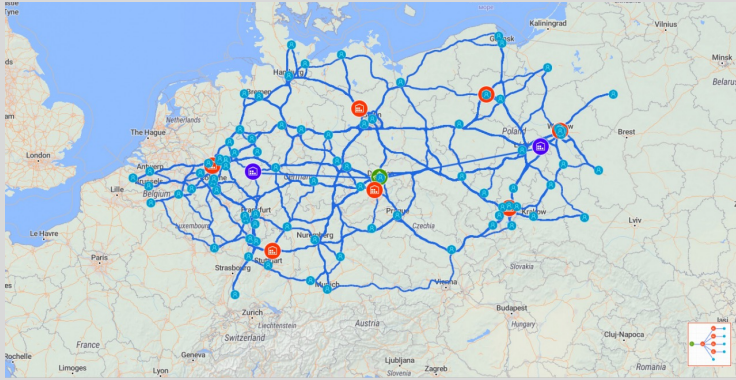 Kaliningrad
Vilnius
Minsk
Belarus
Hamburg
Bremen
Netherlands
The Hague
London
Poland
Brest
Antwerp
Lille
Belgium
Germany
Frankfurt
Prague
Czechia
Krakow
Lviv
Le Havre
Luxembourg
Nuremberg
Paris
Stuttgart
Strasbourg
Slovakia
Munich
Vienna
Zurich
Budapest
Liechtenstein
Austria
Hungary
Switzerland
Cluj-Napoca
France
Geneva
Ljubljana
Rochelle
Limoges
Lyon
Slovenia
Zagreb
Romania